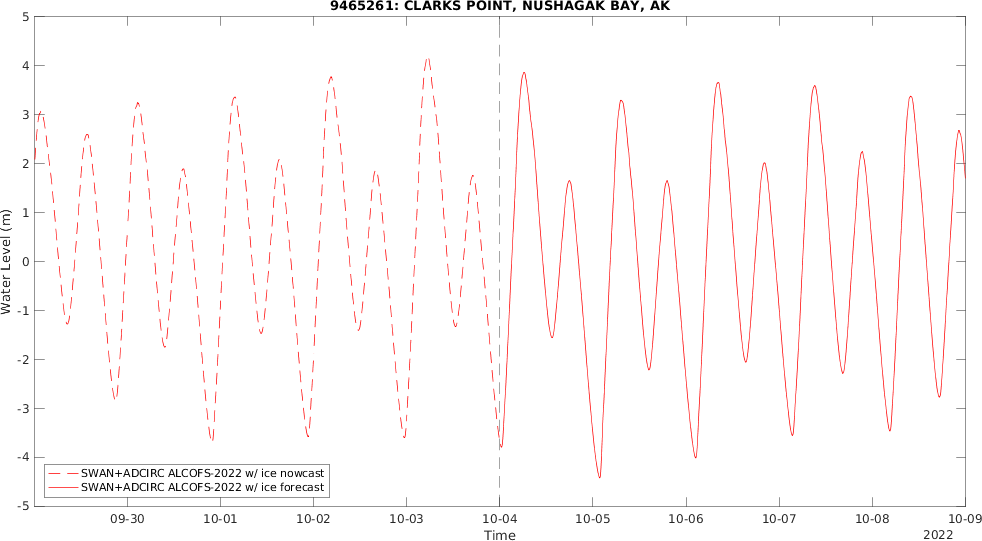 9465261: CLARKS POINT, NUSHAGAK BAY, AK
Water Level (m)
5
4
3
2
1
0
-1
-2
-3
-4
-5
SWAN+ADCIRC ALCOFS-2022 w/ ice nowcast
SWAN+ADCIRC ALCOFS-2022 w/ ice forecast
09-30 10-01 10-02 10-03 10-04 10-05 10-06 10-07 10-08 10-09
Time
2022